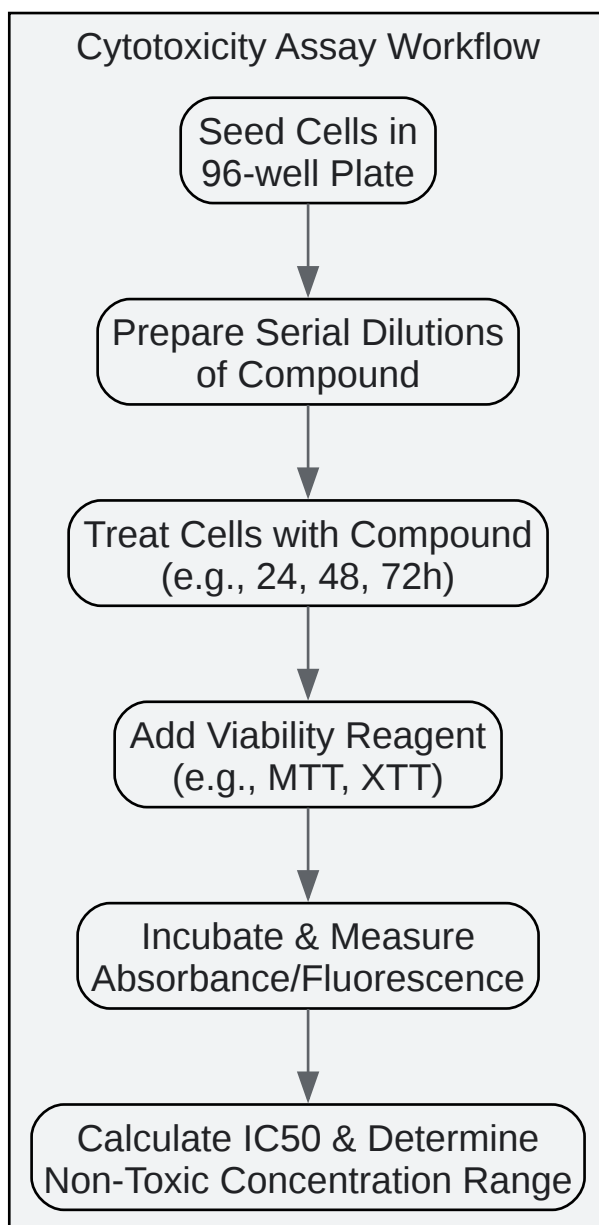 Cytotoxicity Assay Workflow
Seed Cells in
96-well Plate
Prepare Serial Dilutions
of Compound
Treat Cells with Compound
(e.g., 24, 48, 72h)
Add Viability Reagent
(e.g., MTT, XTT)
Incubate & Measure
Absorbance/Fluorescence
Calculate IC50 & Determine
Non-Toxic Concentration Range